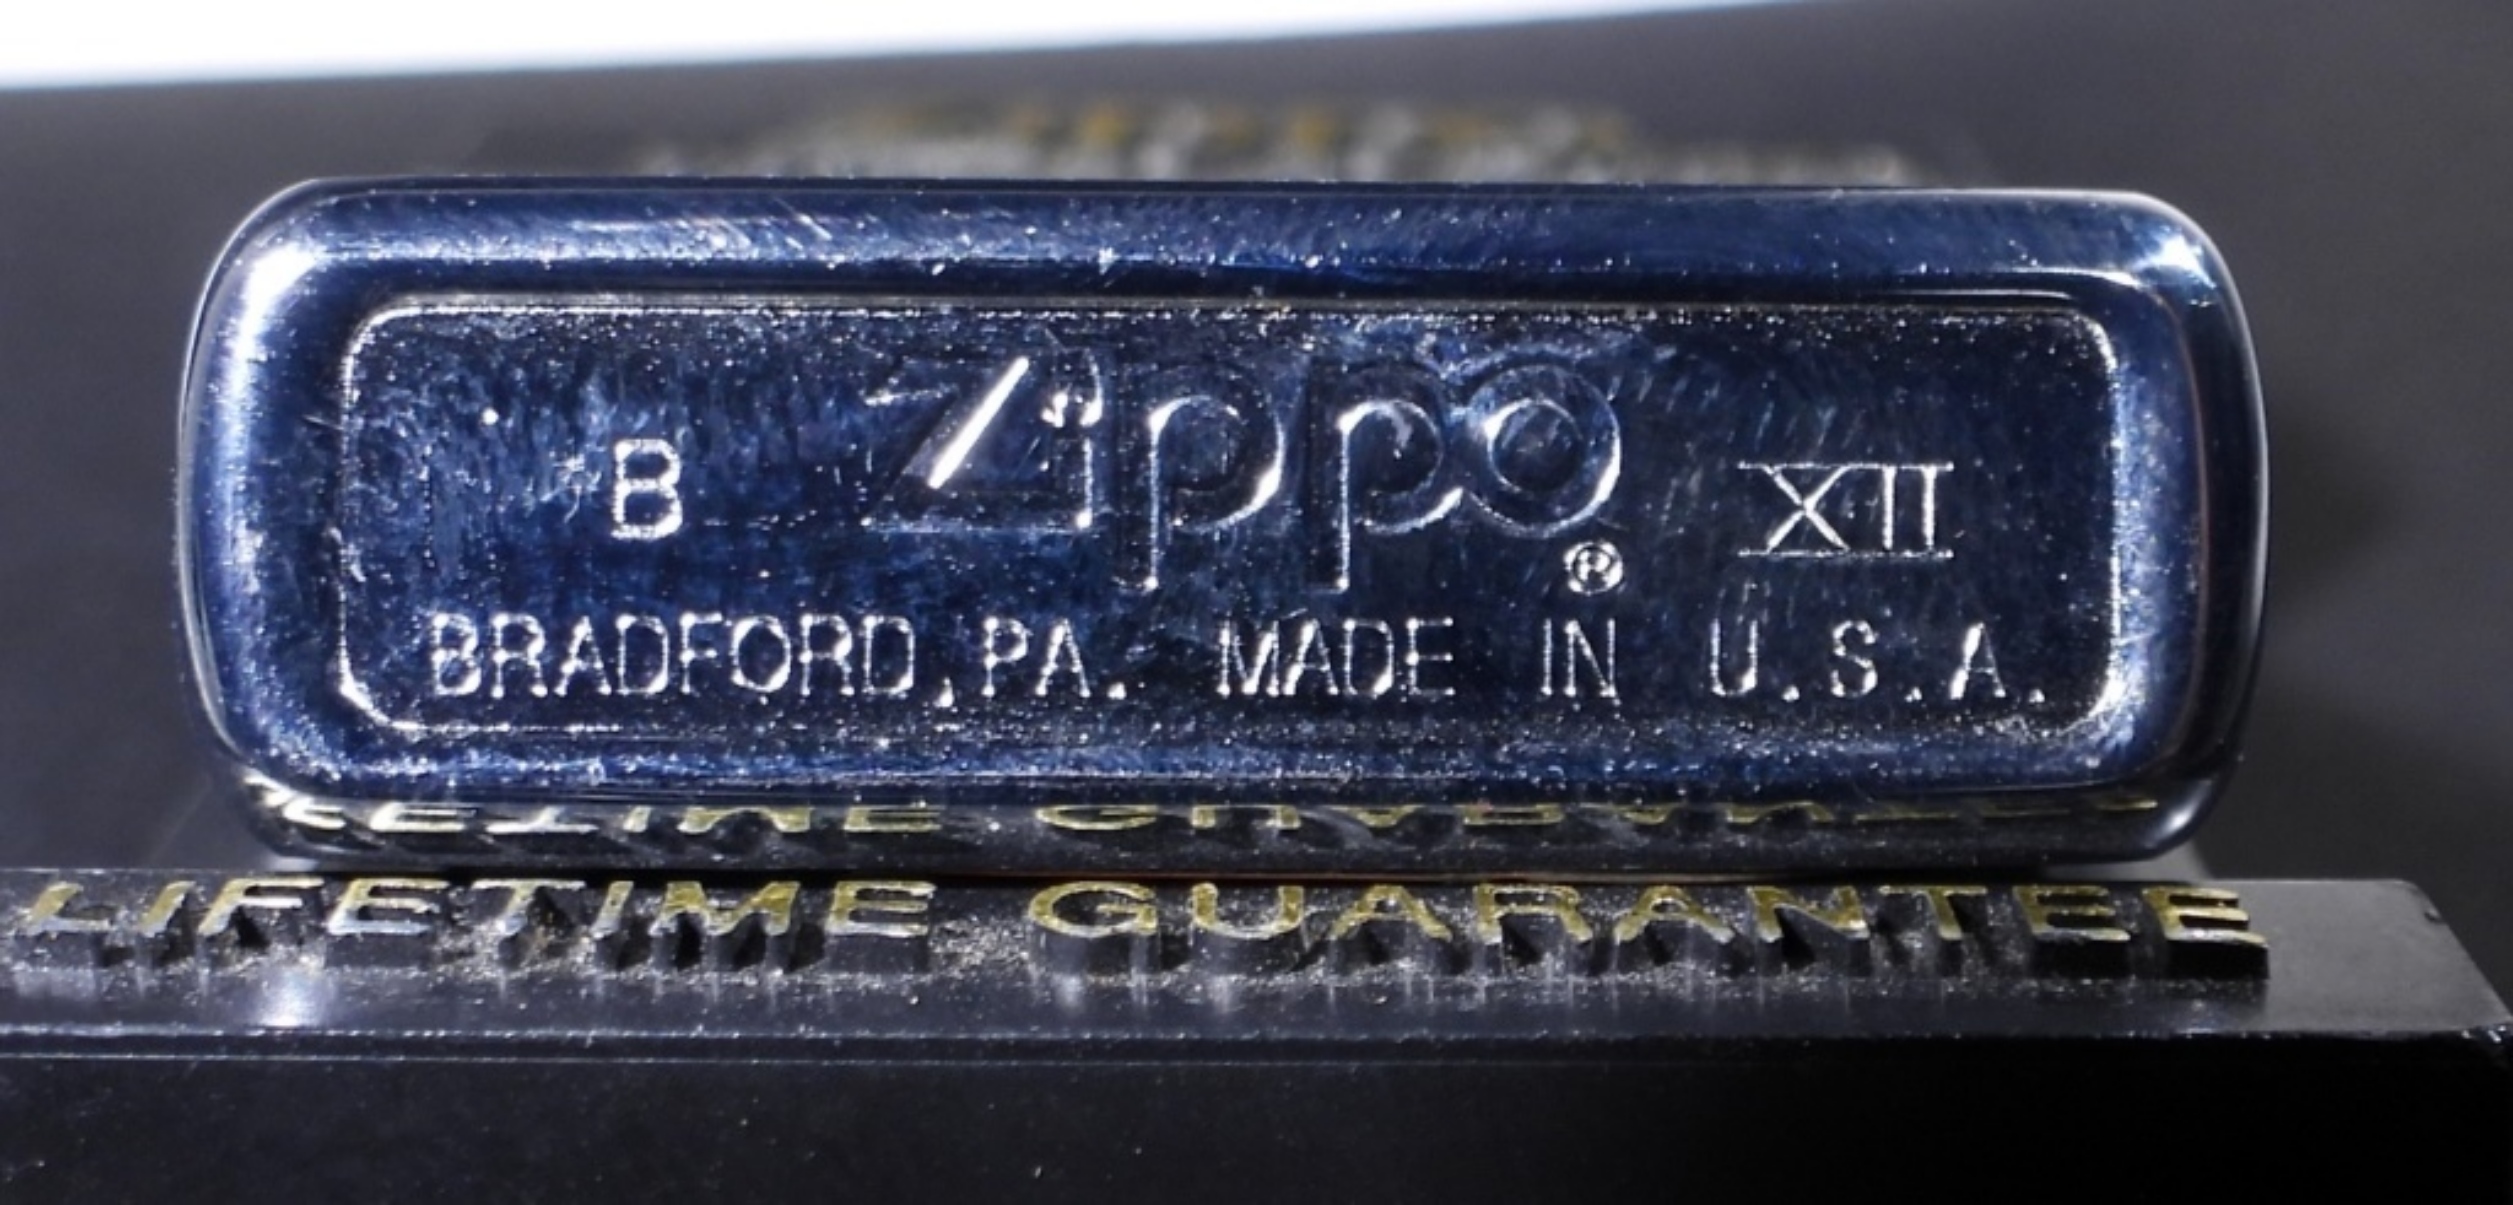 B Zippo® XII
BRADFORD, PA. MADE IN U.S.A.
LIFETIME GUARANTEE